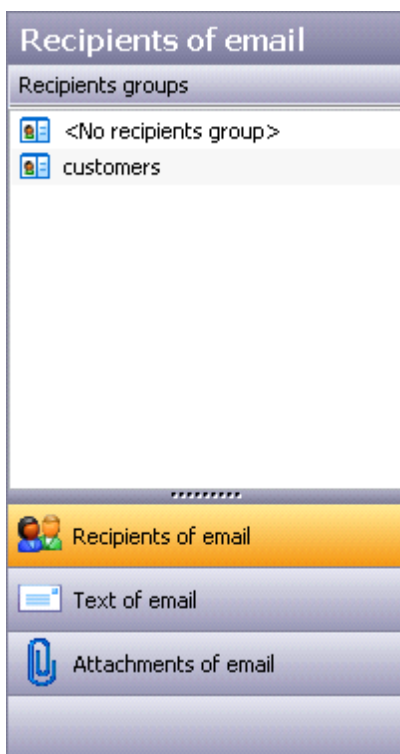 Recipients of email
Recipients groups
<No recipients group>
customers
Recipients of email
Text of email
Attachments of email